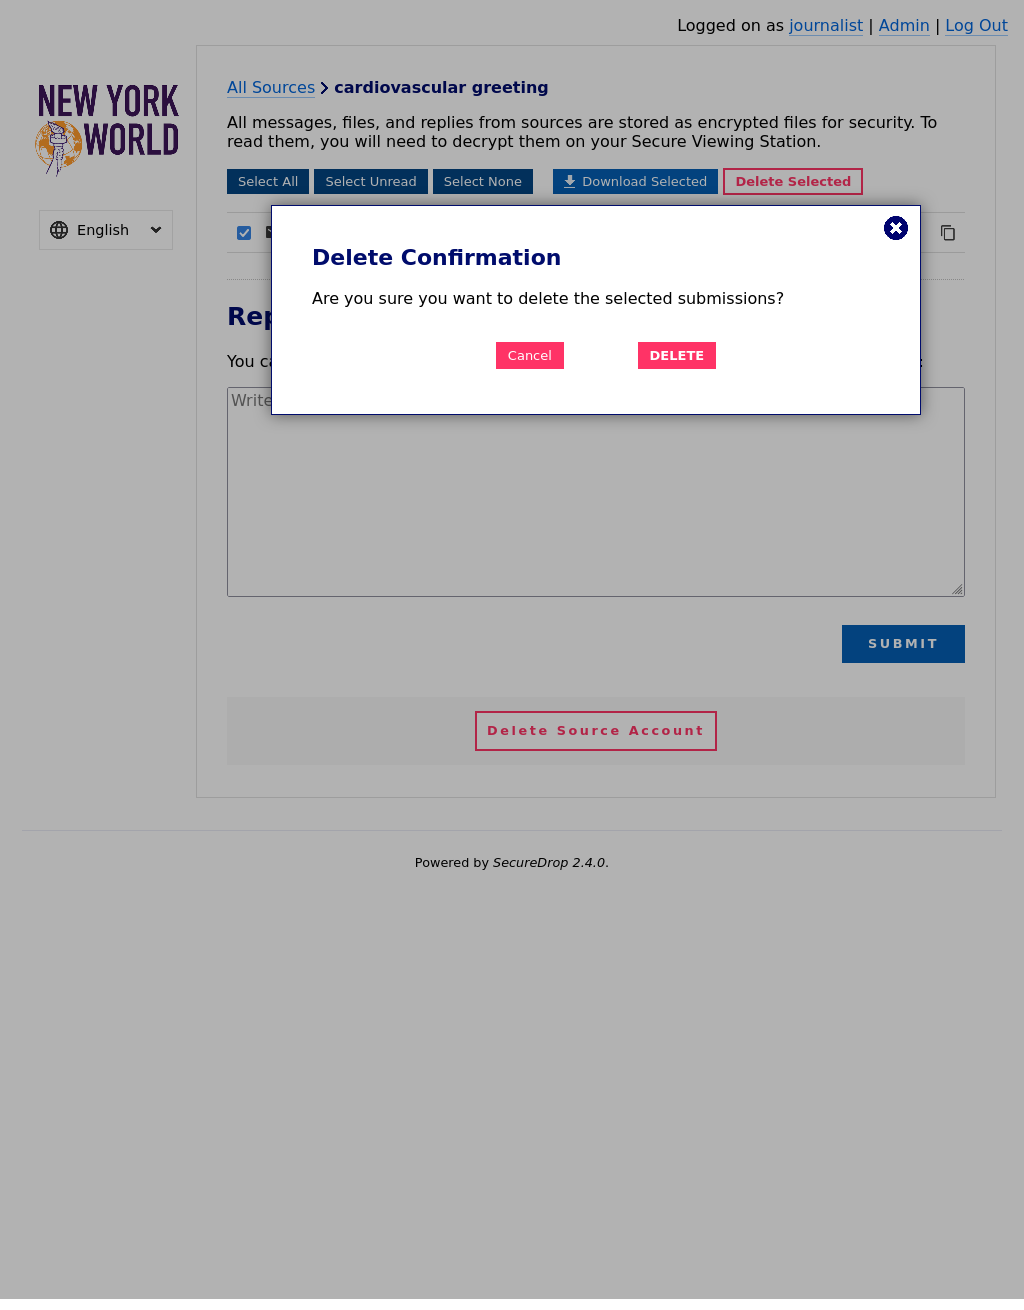 Logged on as journalist | Admin | Log Out
NEW YORK
WORLD
English
All Sources cardiovascular greeting
All messages, files, and replies from sources are stored as encrypted files for security. To
read them, you will need to decrypt them on your Secure Viewing Station.
Select All Select Unread Select None Download Selected Delete Selected
Delete Confirmation
Are you sure you want to delete the selected submissions?
Cancel DELETE
You
Write
SUBMIT
Delete Source Account
Powered by SecureDrop 2.4.0.